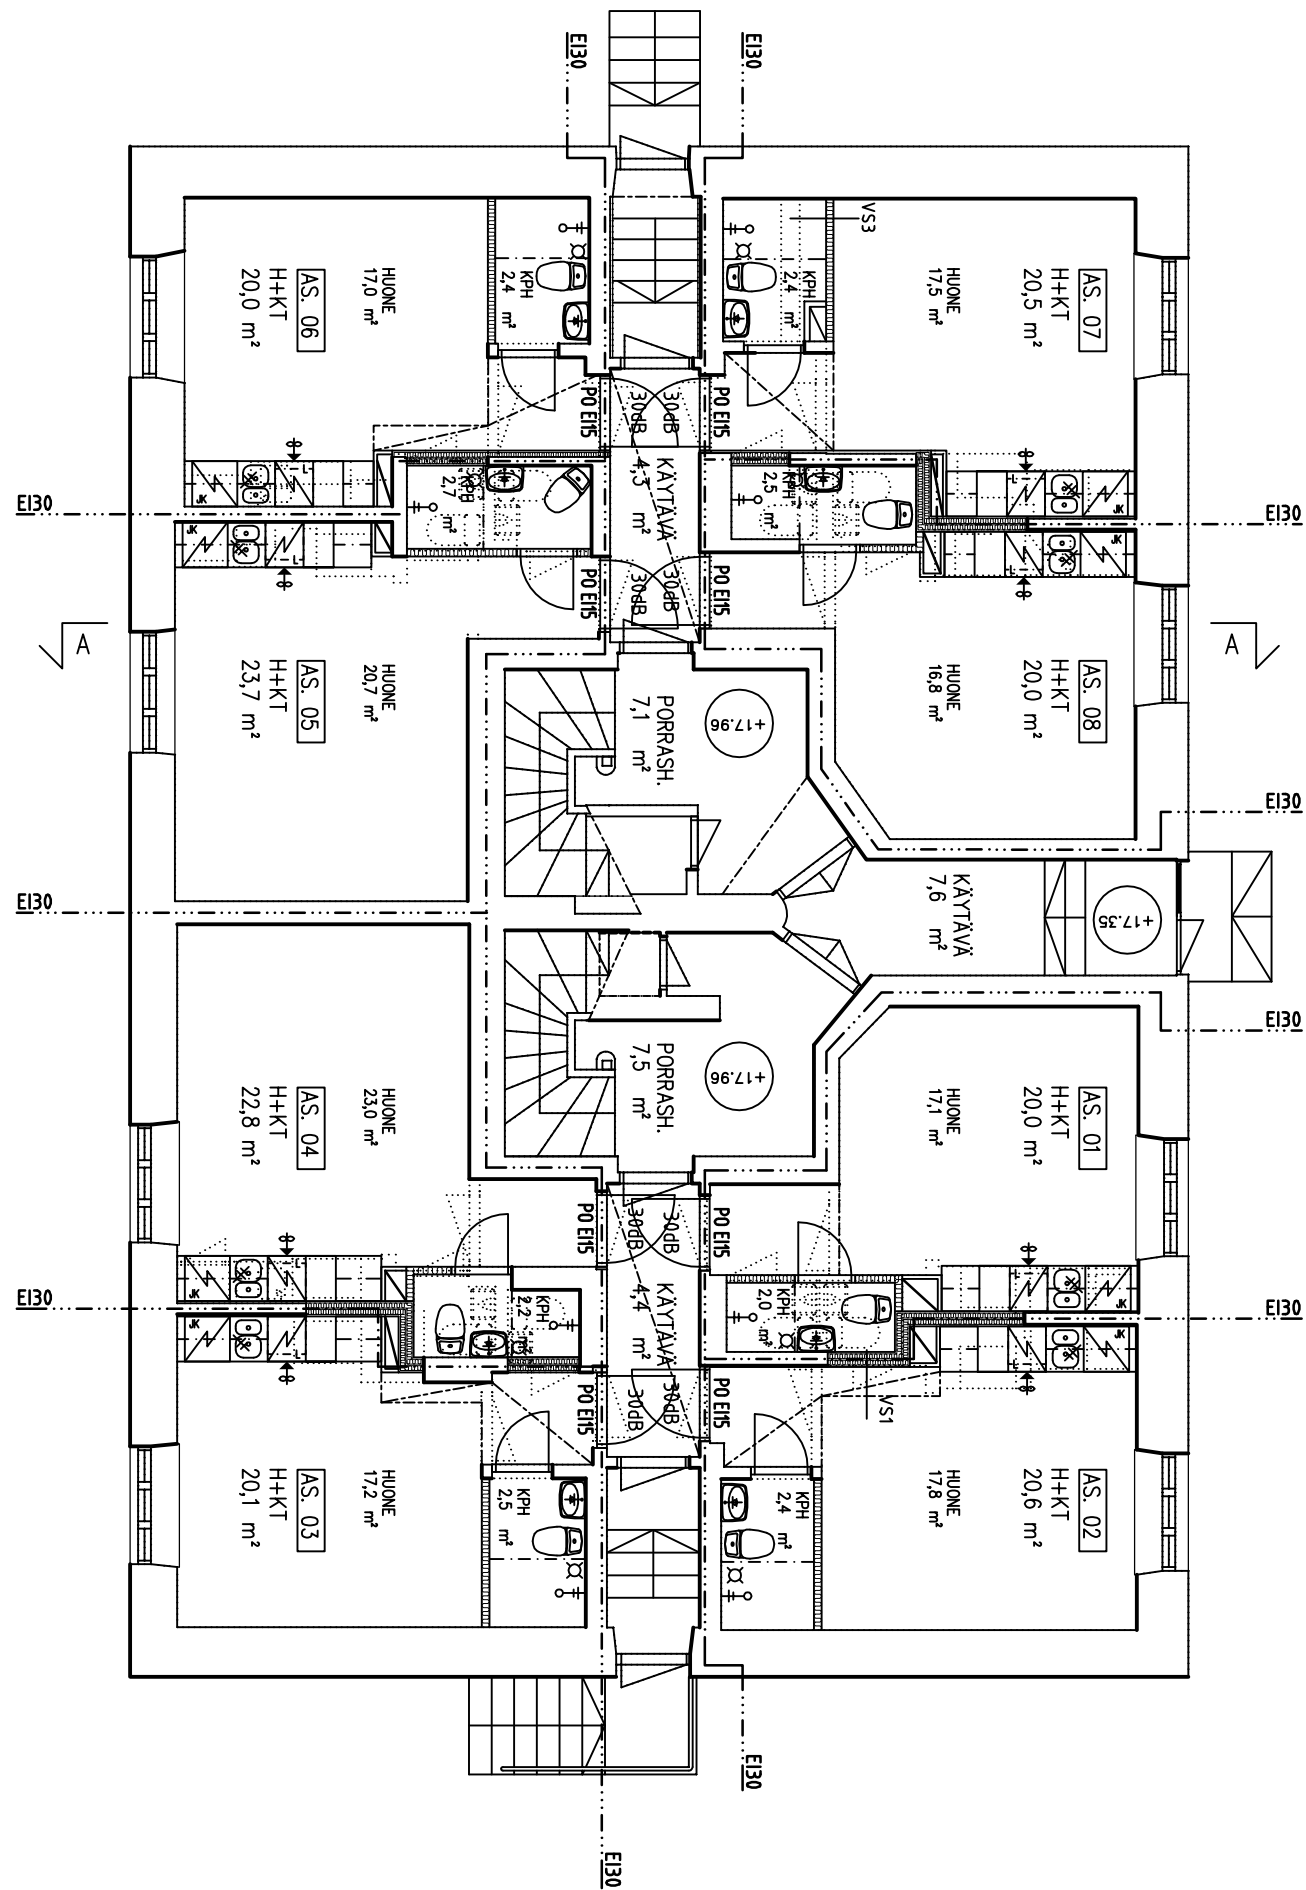 EI30
EI30
VS3
AS. 06
H+KT
20,0 m²
HUONE
17,0 m²
KPH
2,4 m²
KPH
2,4 m²
HUONE
17,5 m²
AS. 07
H+KT
20,5 m²
PO EI15
30dB
30dB
PO EI15
KÄYTÄVÄ
4,3 m²
KPH
2,7 m²
KPH
2,5 m²
JK
JK
EI30
EI30
JK
JK
L
L
L
L
PO EI15
30dB
30dB
PO EI15
A
A
AS. 05
H+KT
23,7 m²
HUONE
20,7 m²
PORRASH.
7,1 m²
+17.96
HUONE
16,8 m²
AS. 08
H+KT
20,0 m²
EI30
EI30
KÄYTÄVÄ
7,6 m²
+17.35
EI30
AS. 04
H+KT
22,8 m²
HUONE
23,0 m²
PORRASH.
7,5 m²
+17.96
HUONE
17,1 m²
AS. 01
H+KT
20,0 m²
PO EI15
30dB
30dB
PO EI15
KÄYTÄVÄ
4,4 m²
KPH
2,2 m²
KPH
2,0 m²
JK
JK
EI30
EI30
JK
JK
L
L
L
L
VS1
PO EI15
30dB
30dB
PO EI15
AS. 03
H+KT
20,1 m²
HUONE
17,2 m²
KPH
2,5 m²
KPH
2,4 m²
HUONE
17,8 m²
AS. 02
H+KT
20,6 m²
EI30
EI30